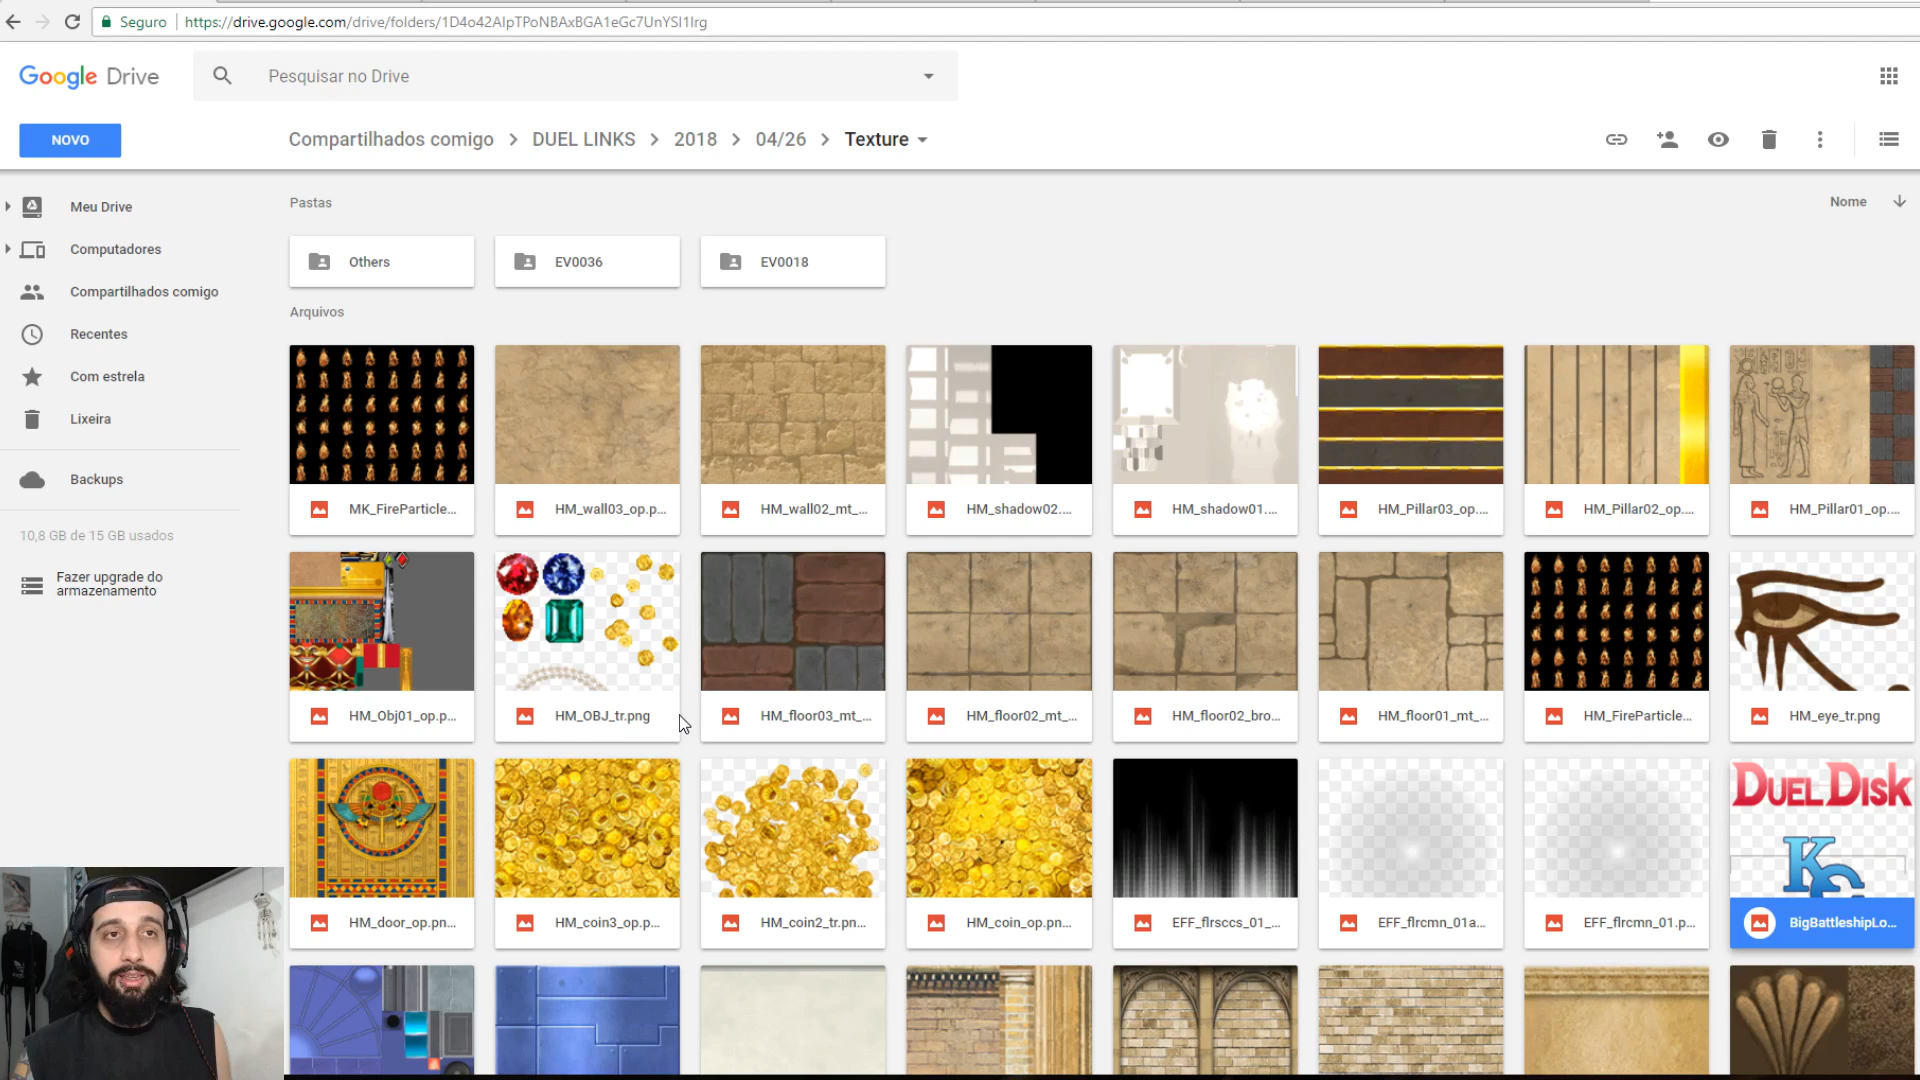 Seguro
https://drive.google.com/drive/folders/1D4o42AIpTPoNBAxBGA1eGc7UnYSI1Irg
Google Drive
Pesquisar no Drive
NOVO
Compartilhados comigo > DUEL LINKS > 2018 > 04/26 > Texture
Meu Drive
Computadores
Compartilhados comigo
Recentes
Com estrela
Lixeira
Backups
10,8 GB de 15 GB usados
Fazer upgrade do
armazenamento
Pastas
Nome
Others
EV0036
EV0018
Arquivos
MK_FireParticle...
HM_wall03_op.p...
HM_wall02_mt_...
HM_shadow02....
HM_shadow01....
HM_Pillar03_op....
HM_Pillar02_op....
HM_Pillar01_op....
HM_Obj01_op.p...
HM_OBJ_tr.png
HM_floor03_mt_...
HM_floor02_mt_...
HM_floor02_bro...
HM_floor01_mt_...
HM_FireParticle...
HM_eye_tr.png
DUEL DISK
KC
HM_door_op.pn...
HM_coin3_op.p...
HM_coin2_tr.pn...
HM_coin_op.pn...
EFF_flrsccs_01_...
EFF_flrcmn_01a...
EFF_flrcmn_01.p...
BigBattleshipLo...